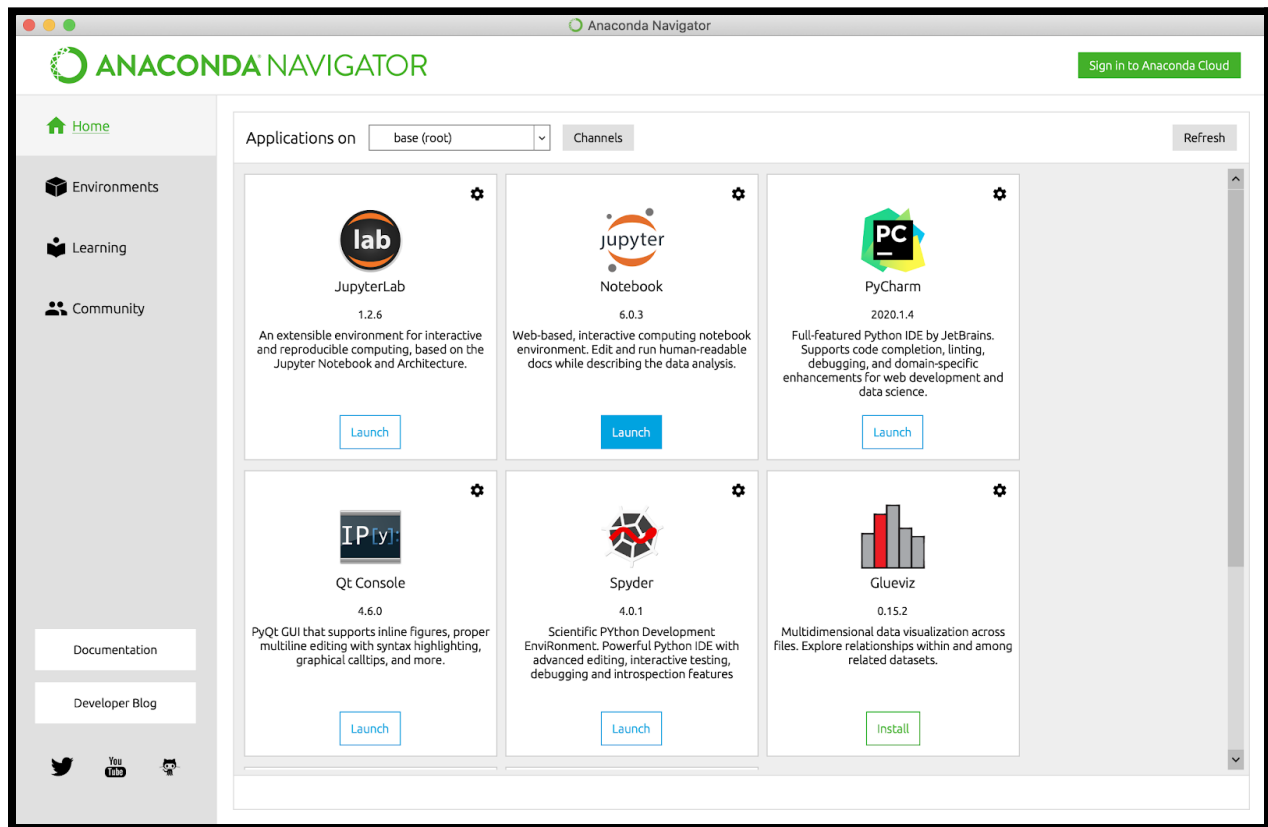 Anaconda Navigator
ANACONDA NAVIGATOR
Sign in to Anaconda Cloud
Home
Environments
Learning
Community
Documentation
Developer Blog
You
Tube
Applications on
base (root)
Channels
Refresh
lab
JupyterLab
1.2.6
An extensible environment for interactive
and reproducible computing, based on the
Jupyter Notebook and Architecture.
Launch
jupyter
Notebook
6.0.3
Web-based, interactive computing notebook
environment. Edit and run human-readable
docs while describing the data analysis.
Launch
PC
PyCharm
2020.1.4
Full-featured Python IDE by JetBrains.
Supports code completion, linting,
debugging, and domain-specific
enhancements for web development and
data science.
Launch
IP[y]:
Qt Console
4.6.0
PyQt GUI that supports inline figures, proper
multiline editing with syntax highlighting,
graphical calltips, and more.
Launch
Spyder
4.0.1
Scientific PYthon Development
EnviRonment. Powerful Python IDE with
advanced editing, interactive testing,
debugging and introspection features
Launch
Glueviz
0.15.2
Multidimensional data visualization across
files. Explore relationships within and among
related datasets.
Install